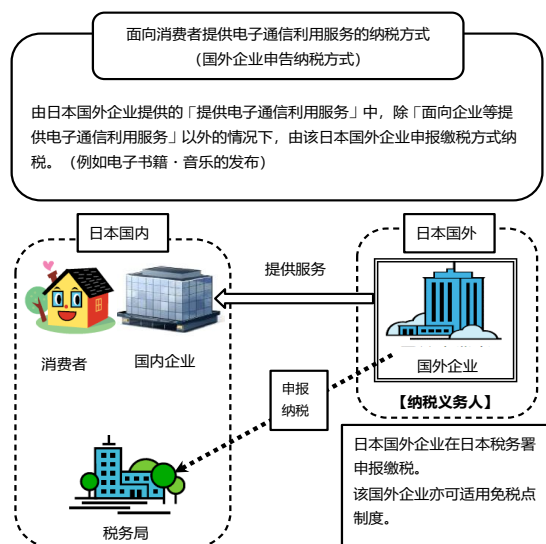 面向消费者提供电子通信利用服务的纳税方式
（国外企业申告纳税方式）
由日本国外企业提供的「提供电子通信利用服务」中，除「面向企业等提
供电子通信利用服务」以外的情况下，由该日本国外企业申报缴税方式纳
税。（例如电子书籍・音乐的发布）
日本国内
日本国外
提供服务
消费者
国内企业
国外企业
申报
纳税
【纳税义务人】
日本国外企业在日本税务署
申报缴税。
该国外企业亦可适用免税点
制度。
税务局